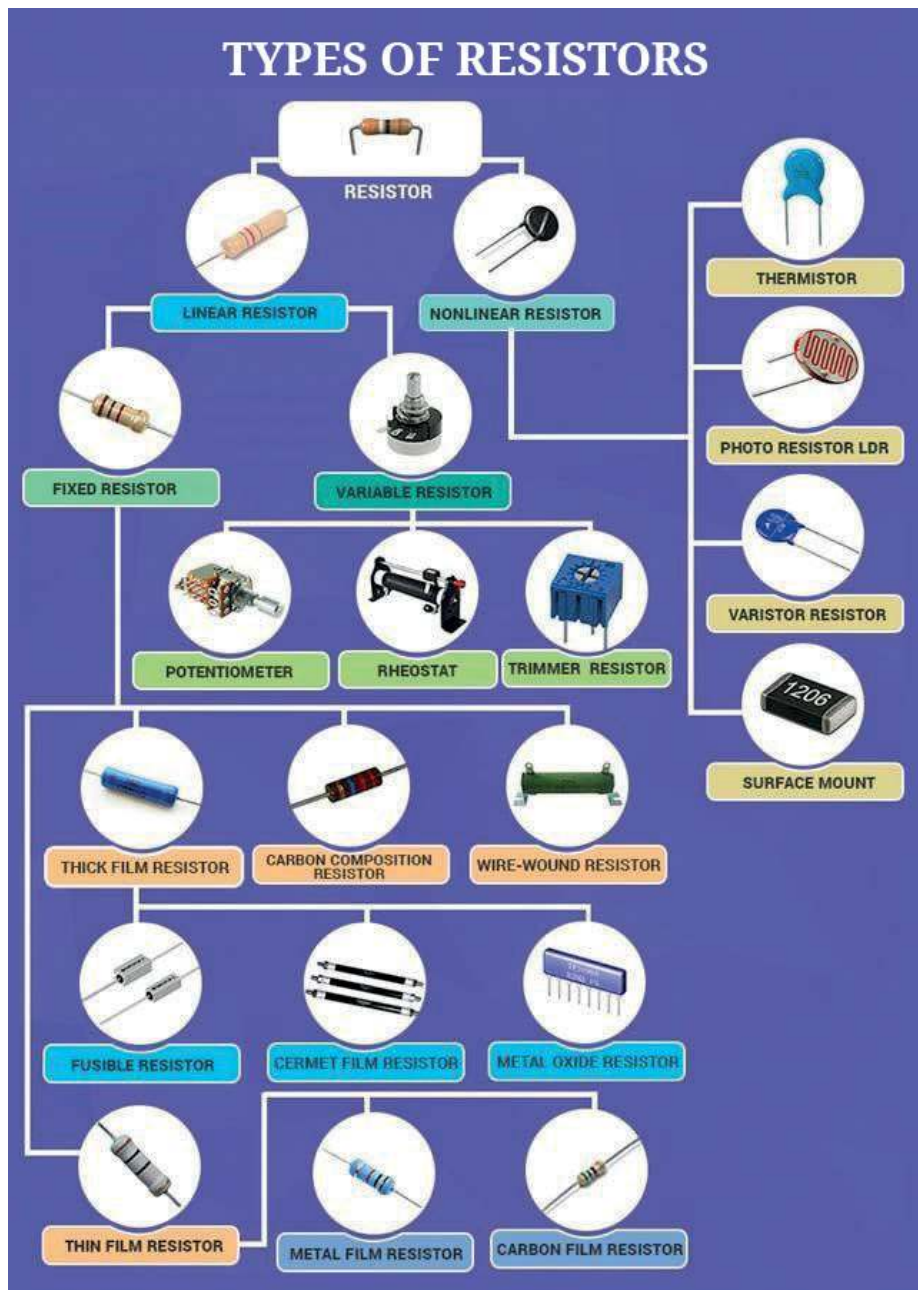 TYPES OF RESISTORS
RESISTOR
LINEAR RESISTOR
NONLINEAR RESISTOR
THERMISTOR
PHOTO RESISTOR LDR
FIXED RESISTOR
VARIABLE RESISTOR
VARISTOR RESISTOR
POTENTIOMETER
RHEOSTAT
TRIMMER RESISTOR
1206
SURFACE MOUNT
THICK FILM RESISTOR
CARBON COMPOSITION
RESISTOR
WIRE-WOUND RESISTOR
FUSIBLE RESISTOR
CERMET FILM RESISTOR
METAL OXIDE RESISTOR
THIN FILM RESISTOR
METAL FILM RESISTOR
CARBON FILM RESISTOR